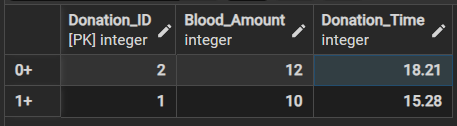 Donation_ID Blood_Amount Donation_Time
[PK] integer integer integer
0+ 2 12 18.21
1+ 1 10 15.28